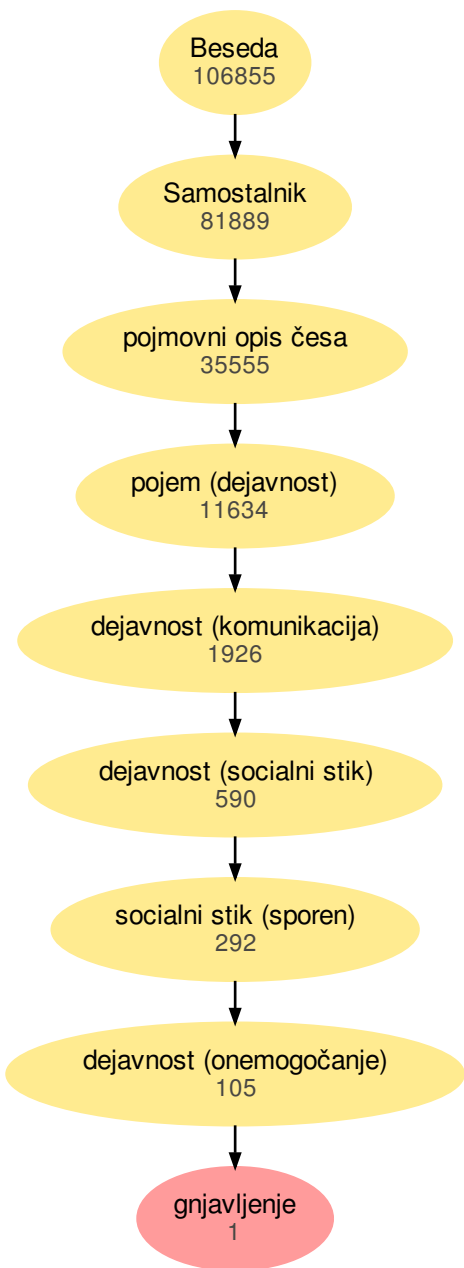 Beseda
106855
Samostalnik
81889
pojmovni opis česa
35555
pojem (dejavnost)
11634
dejavnost (komunikacija)
1926
dejavnost (socialni stik)
590
socialni stik (sporen)
292
dejavnost (onemogočanje)
105
gnjavljenje
1